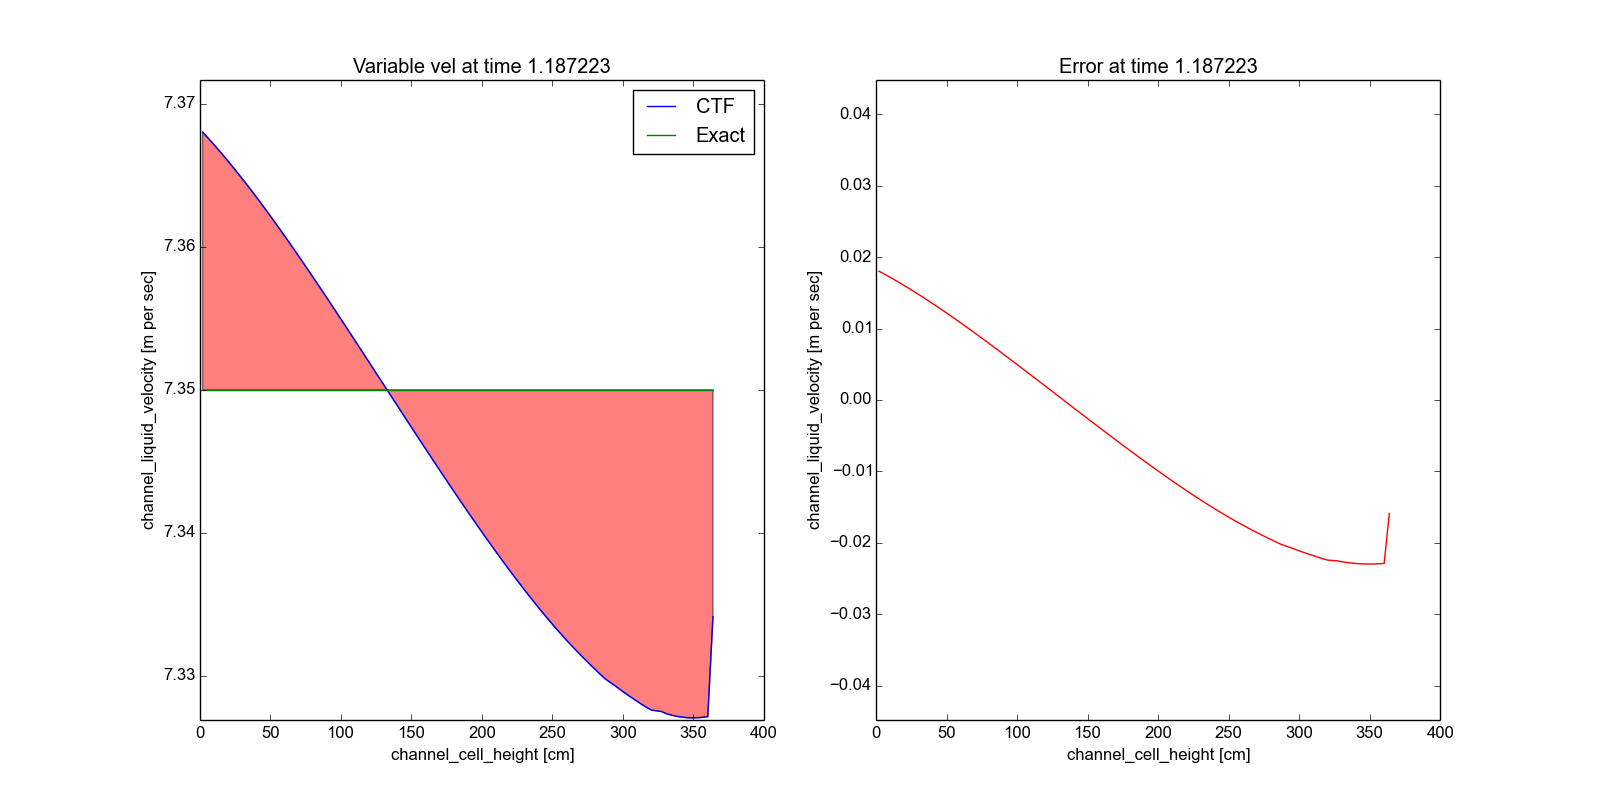 Variable vel at time 1.187223
7.37
7.36
7.35
7.34
7.33
channel_liquid_velocity [m per sec]
CTF
Exact
0 50 100 150 200 250 300 350 400
channel_cell_height [cm]
Error at time 1.187223
0.04
0.03
0.02
0.01
0.00
−0.01
−0.02
−0.03
−0.04
channel_liquid_velocity [m per sec]
0 50 100 150 200 250 300 350 400
channel_cell_height [cm]